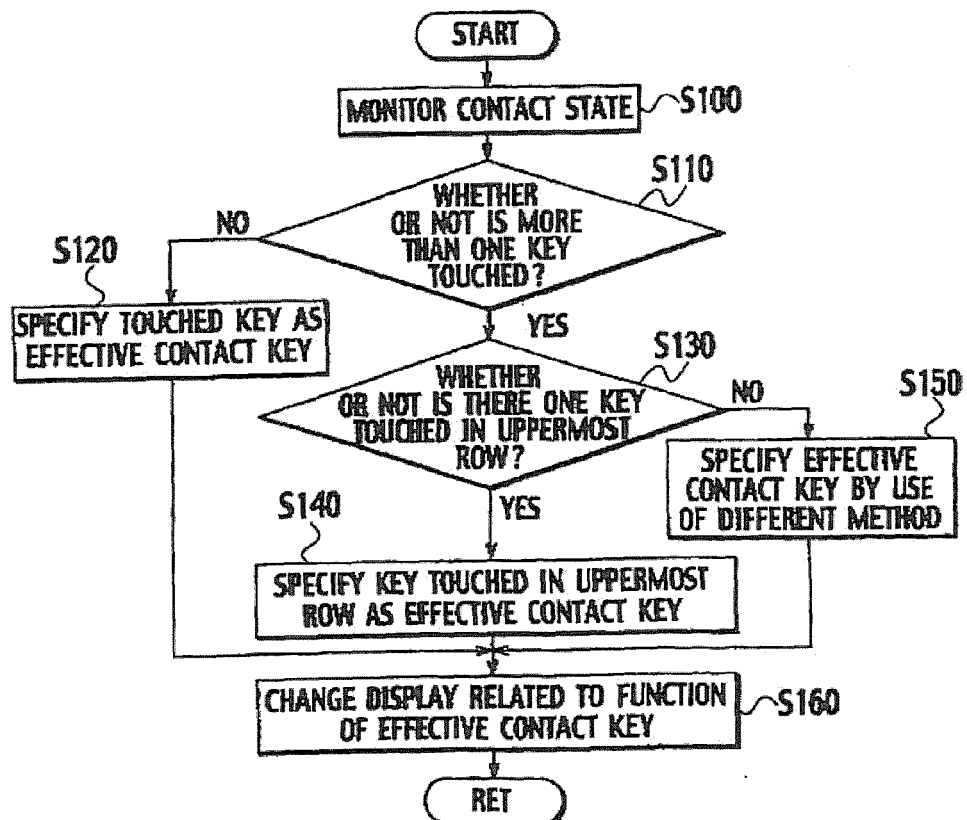 START
MONITOR CONTACT STATE
S100
S110
WHETHER
OR NOT IS MORE
THAN ONE KEY
TOUCHED?
NO
S120
SPECIFY TOUCHED KEY AS
EFFECTIVE CONTACT KEY
YES
S130
WHETHER
OR NOT IS THERE ONE KEY
TOUCHED IN UPPERMOST
ROW?
NO
S150
SPECIFY EFFECTIVE
CONTACT KEY BY USE
OF DIFFERENT METHOD
YES
S140
SPECIFY KEY TOUCHED IN UPPERMOST
ROW AS EFFECTIVE CONTACT KEY
CHANGE DISPLAY RELATED TO FUNCTION
OF EFFECTIVE CONTACT KEY
S160
RET